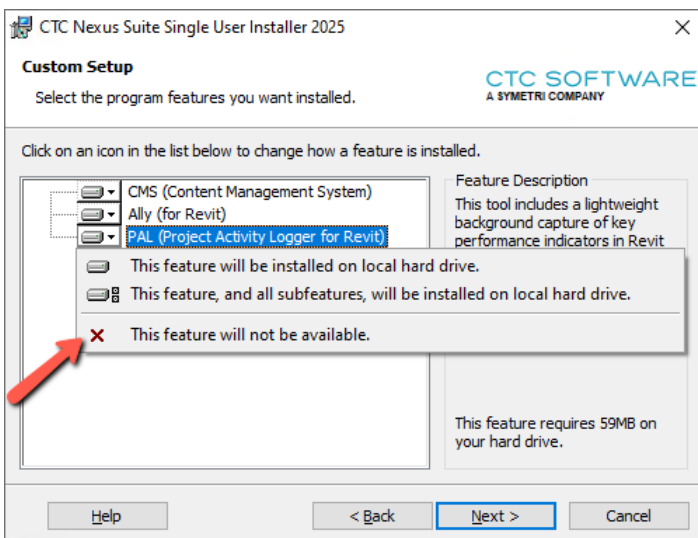 CTC Nexus Suite Single User Installer 2025
Custom Setup
Select the program features you want installed.
CTC SOFTWARE
A SYMETRI COMPANY
Click on an icon in the list below to change how a feature is installed.
CMS (Content Management System)
Ally (for Revit)
PAL (Project Activity Logger for Revit)
Feature Description
This tool includes a lightweight
background capture of key
performance indicators in Revit
This feature will be installed on local hard drive.
This feature, and all subfeatures, will be installed on local hard drive.
This feature will not be available.
This feature requires 59MB on
your hard drive.
Help
< Back
Next >
Cancel